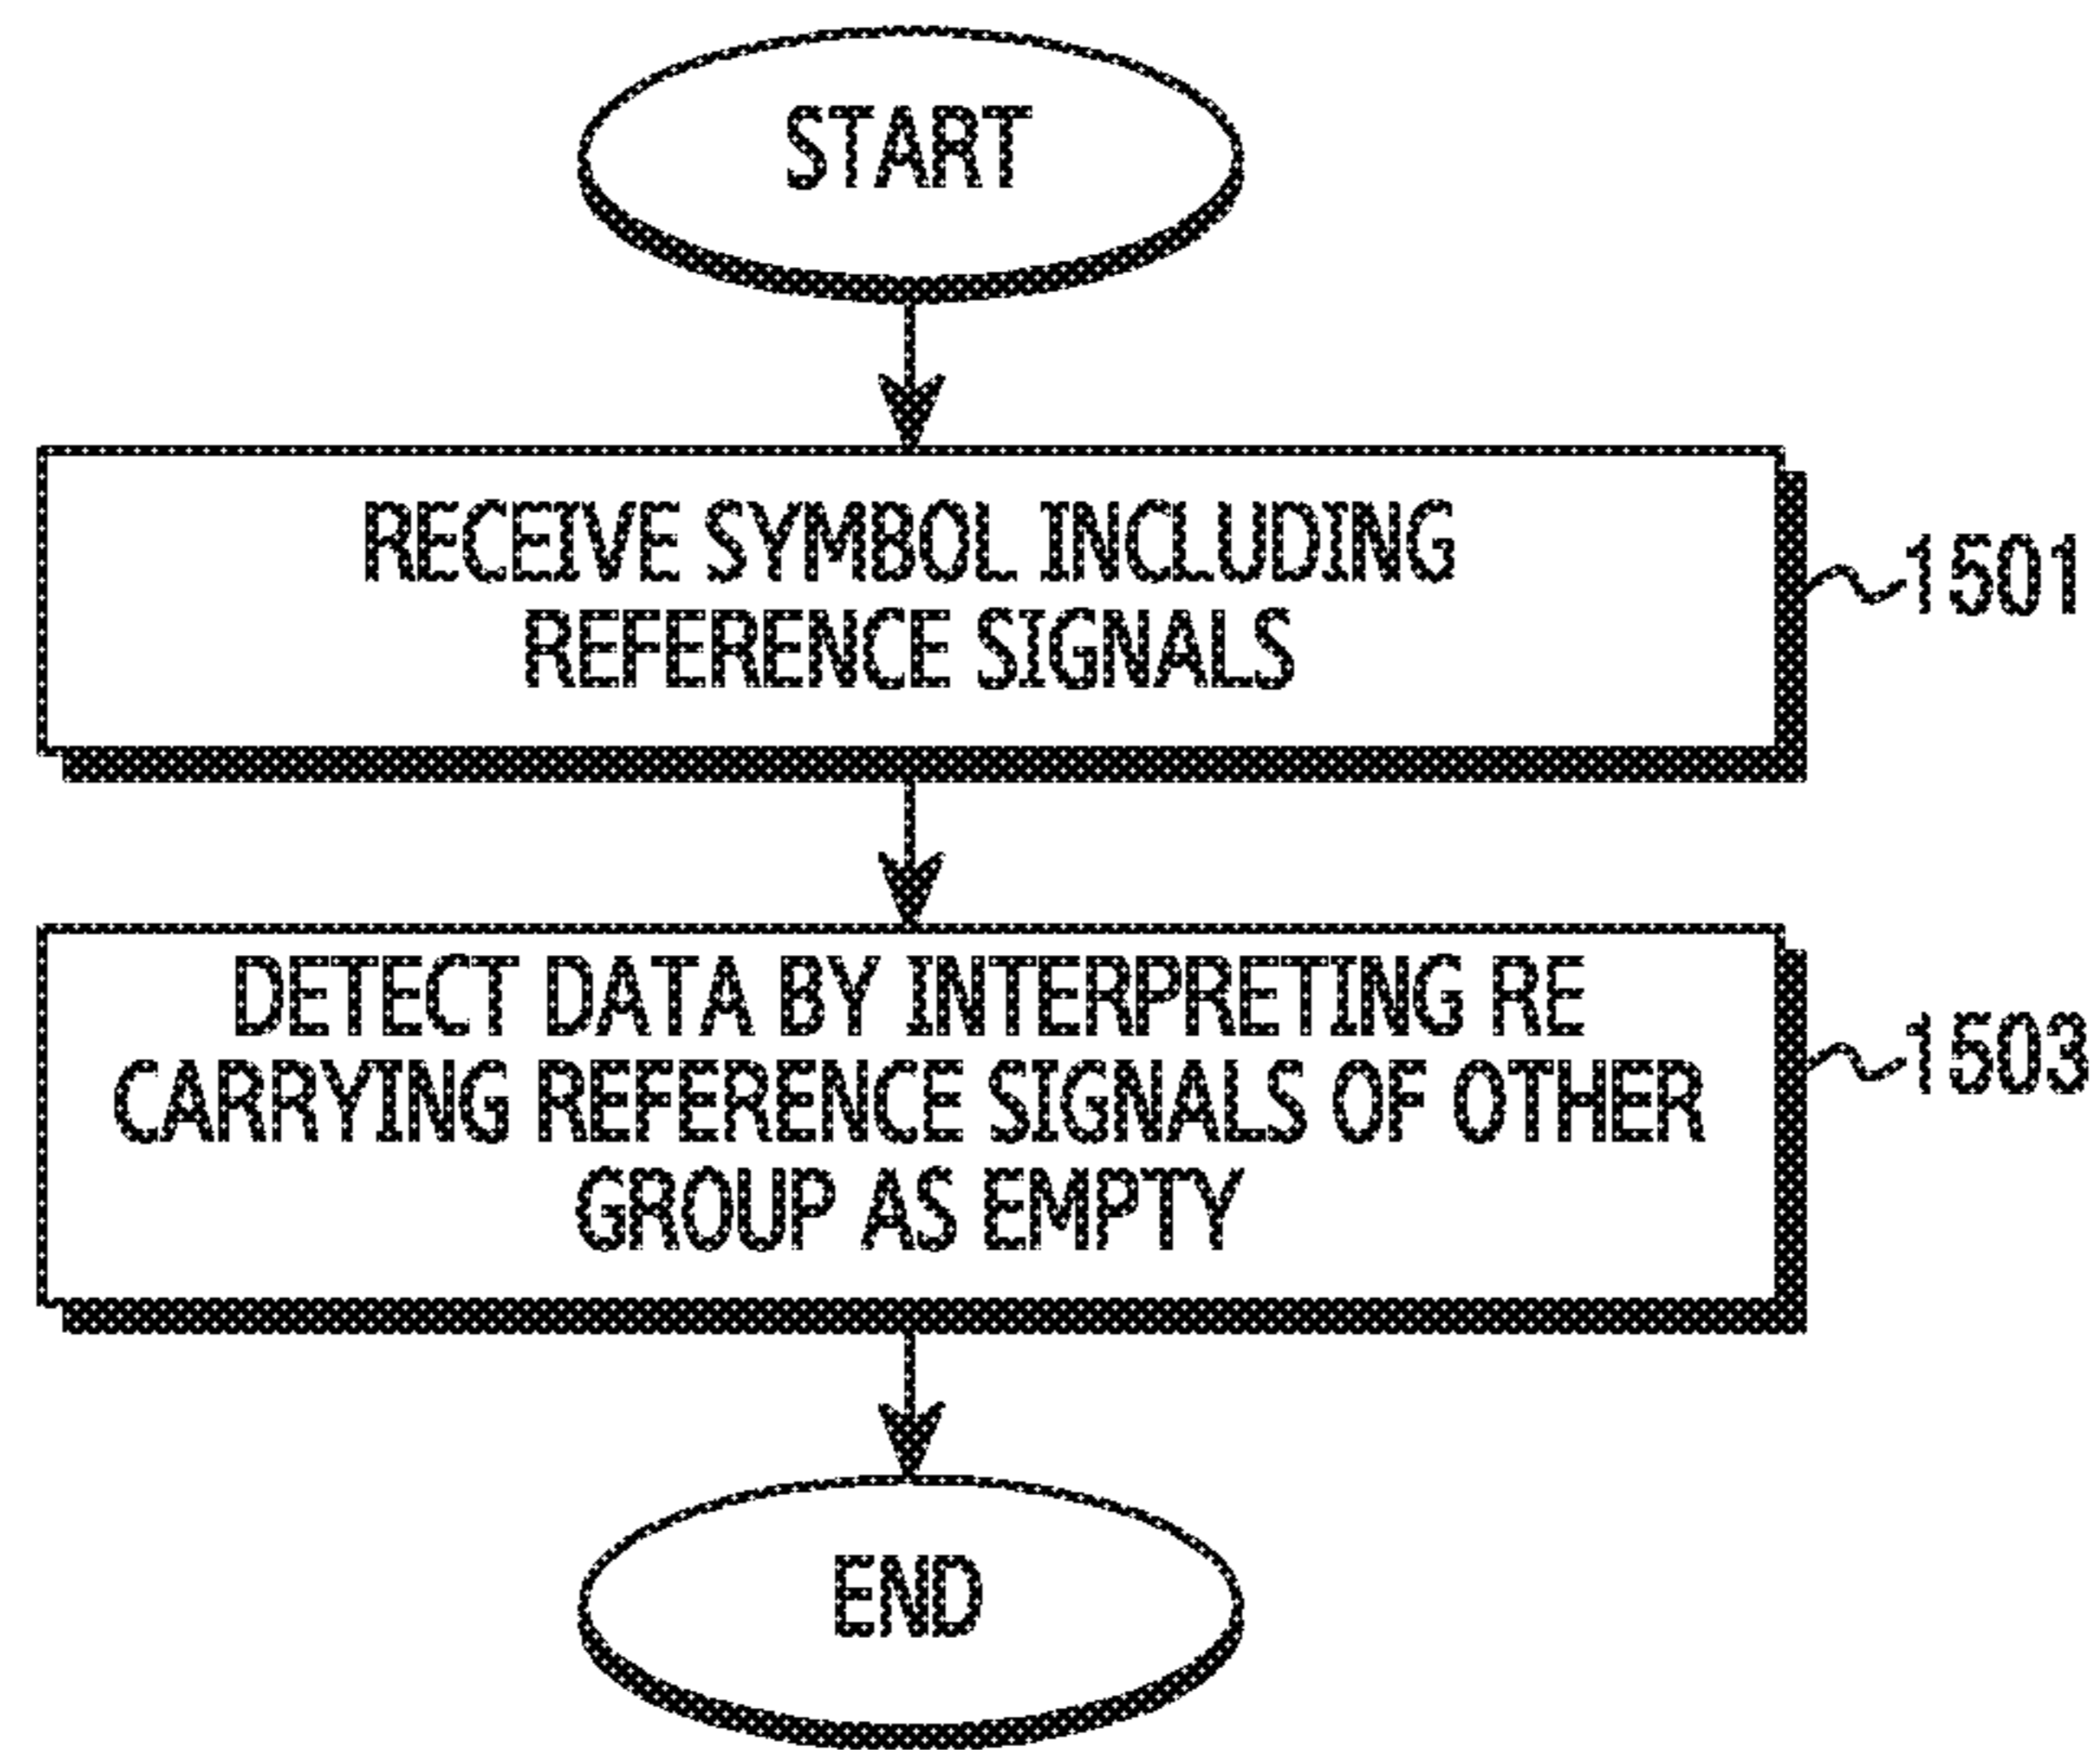 START
RECEIVE SYMBOL INCLUDING
REFERENCE SIGNALS
1501
DETECT DATA BY INTERPRETING RE
CARRYING REFERENCE SIGNALS OF OTHER
GROUP AS EMPTY
1503
END